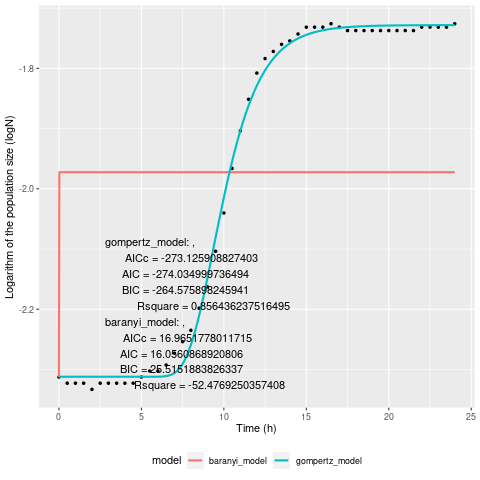 -1.8
-2.0
-2.2
Logarithm of the population size (logN)
gompertz_model: ,
AICc = -273.125908827403
AIC = -274.034999736494
BIC = -264.575898245941
Rsquare = 0.856436237516495
baranyi_model: ,
AICc = 16.9651778011715
AIC = 16.0560868920806
BIC = 25.5151883826337
Rsquare = -52.4769250357408
0 5 10 15 20 25
Time (h)
model baranyi_model gompertz_model